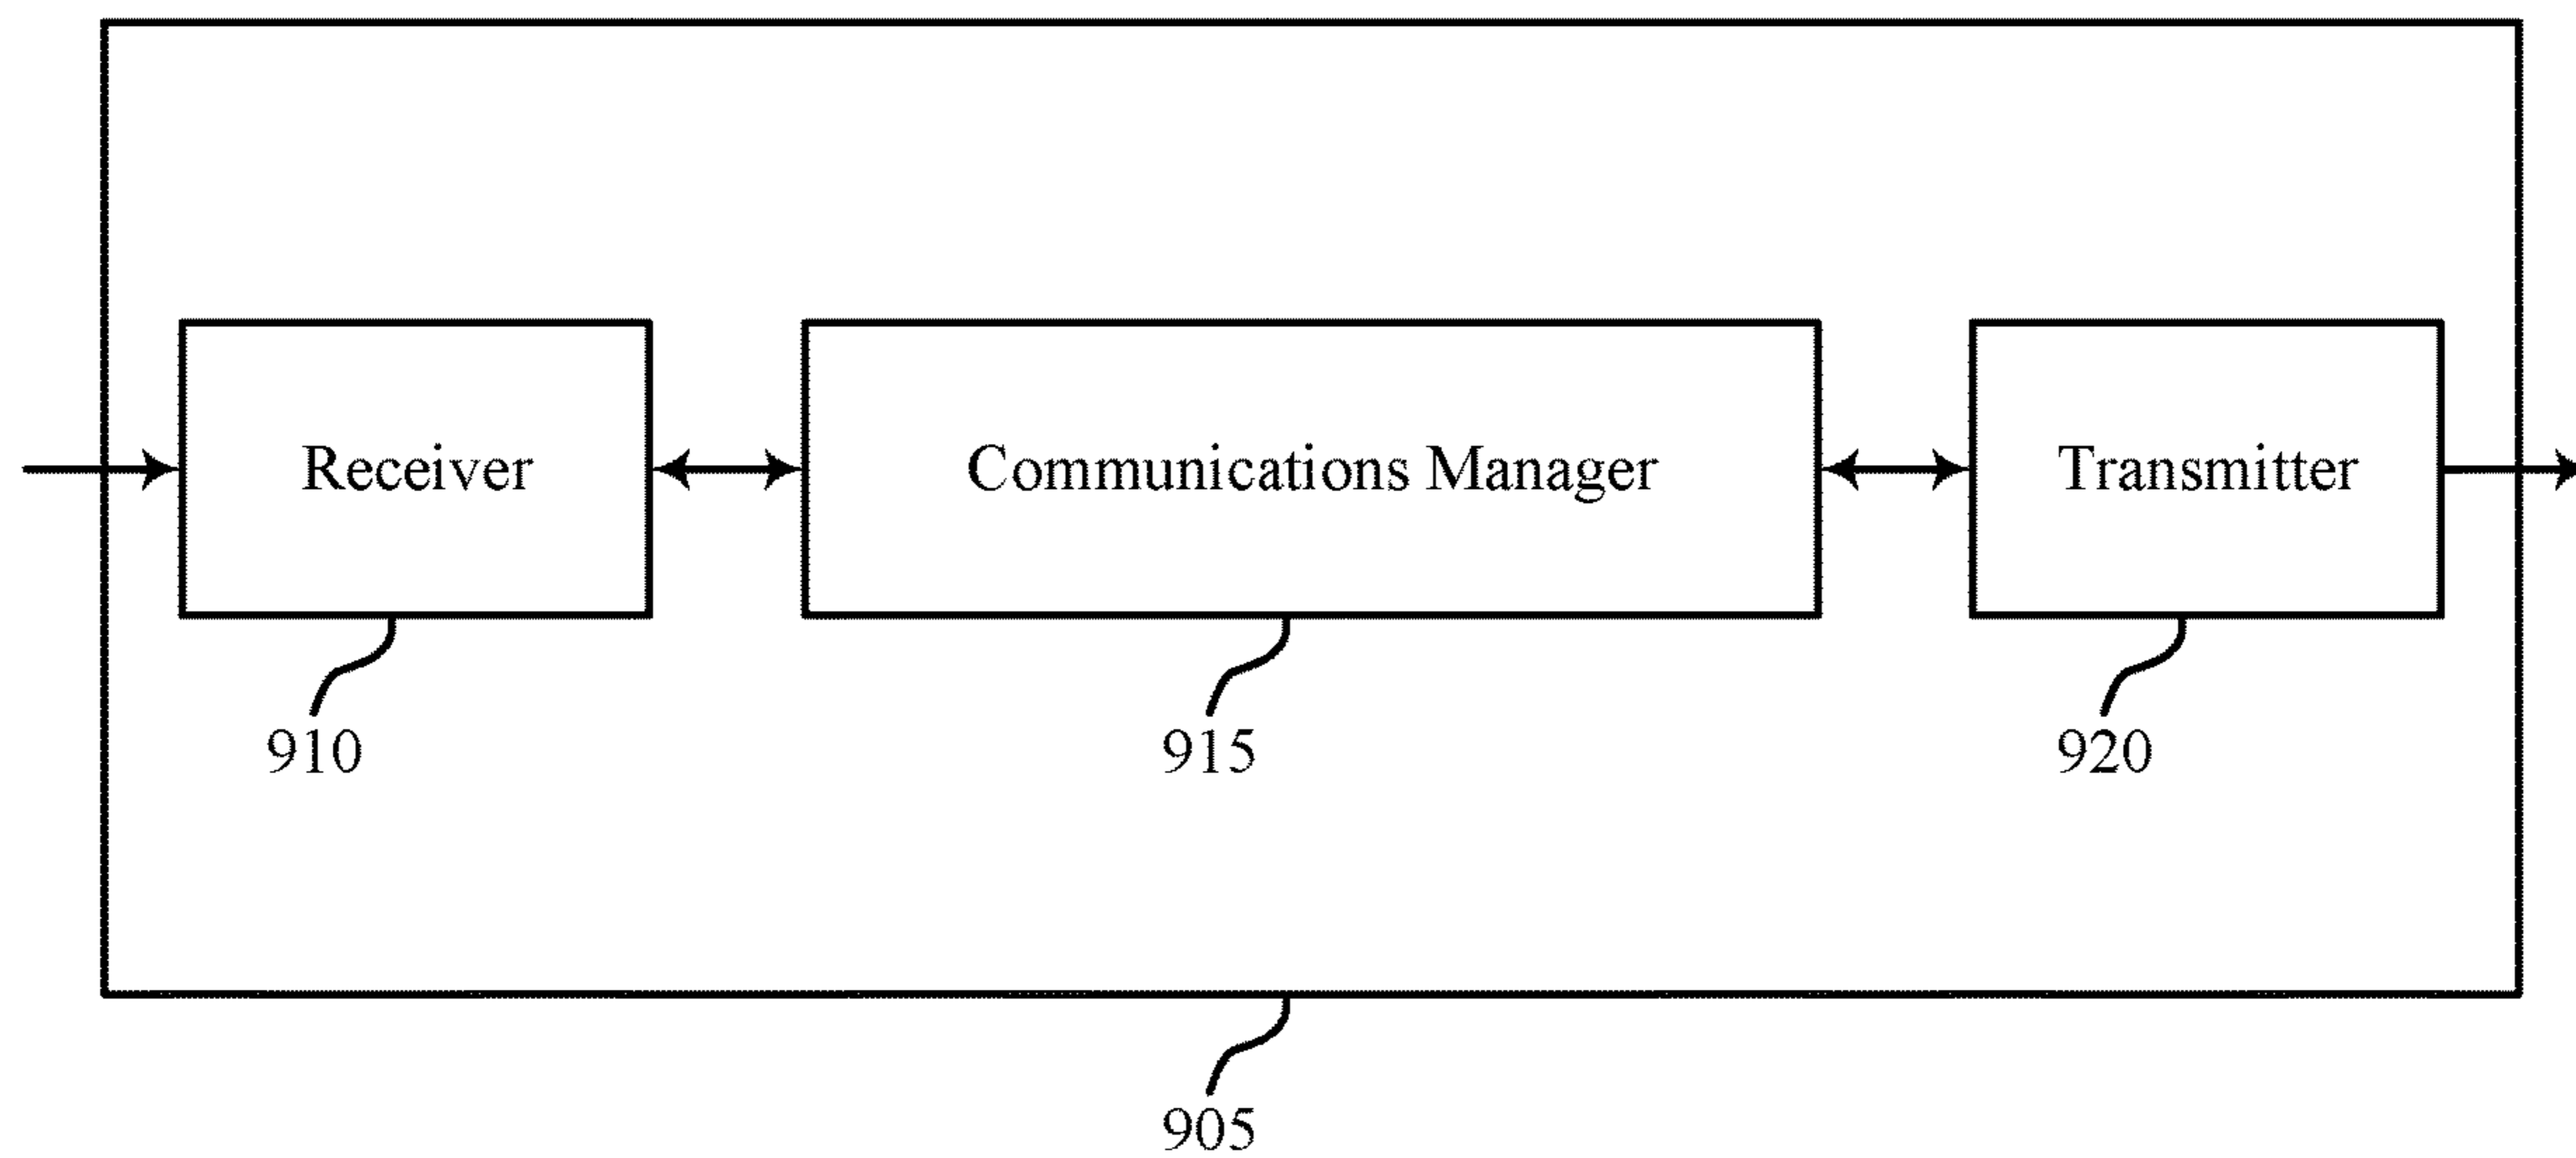 Receiver
Communications Manager
Transmitter
910
915
920
905